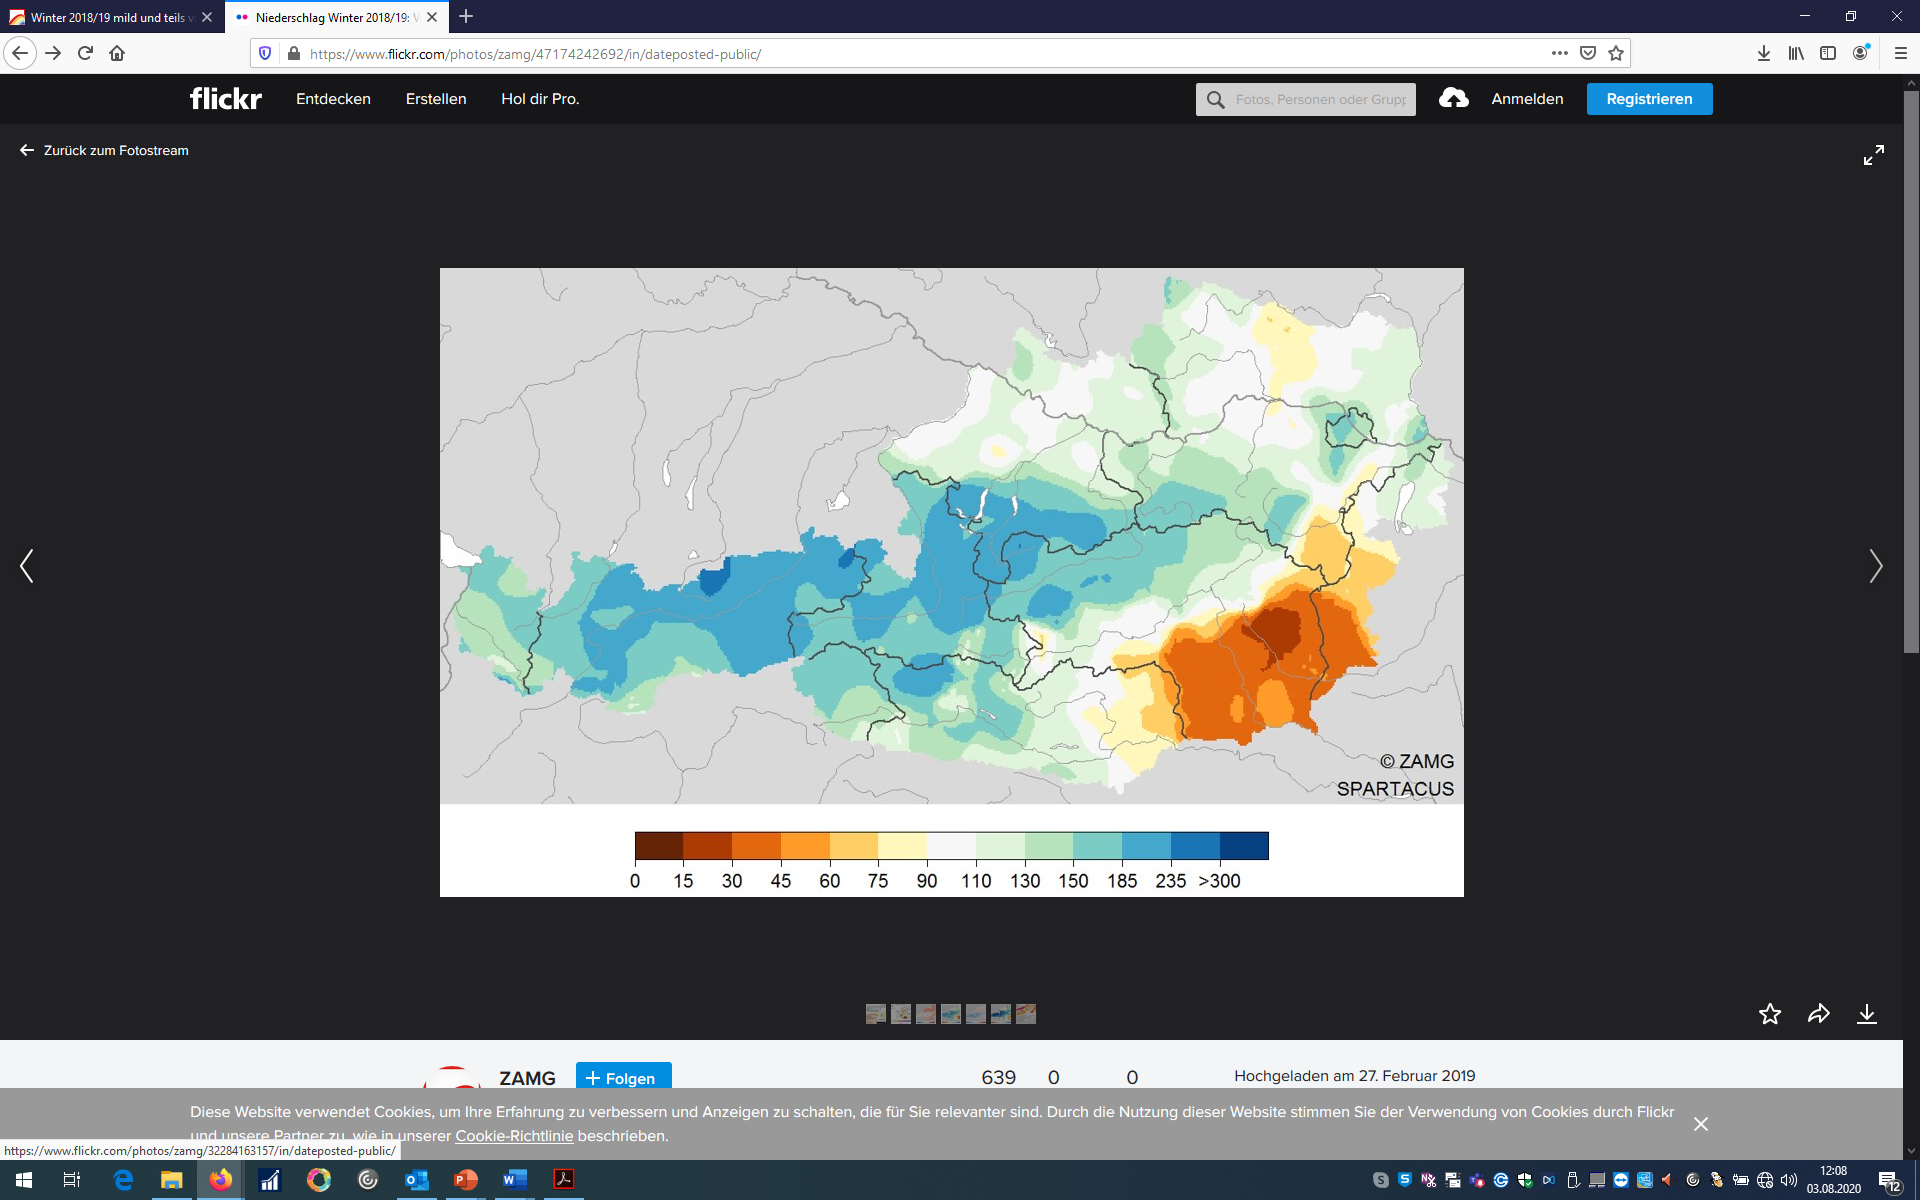 Winter 2018/19 mild und teils v
Niederschlag Winter 2018/19: V
https://www.flickr.com/photos/zamg/47174242692/in/dateposted-public/
flickr
Entdecken
Erstellen
Hol dir Pro.
Fotos, Personen oder Grupp
Anmelden
Registrieren
Zurück zum Fotostream
© ZAMG
SPARTACUS
0 15 30 45 60 75 90 110 130 150 185 235 >300
ZAMG
+ Folgen
639 0 0
Hochgeladen am 27. Februar 2019
Diese Website verwendet Cookies, um Ihre Erfahrung zu verbessern und Anzeigen zu schalten, die für Sie relevanter sind. Durch die Nutzung dieser Website stimmen Sie der Verwendung von Cookies durch Flickr
und unsere Partner zu, wie in unserer Cookie-Richtlinie beschrieben.
https://www.flickr.com/photos/zamg/32284163157/in/dateposted-public/
12:08
03.08.2020
12